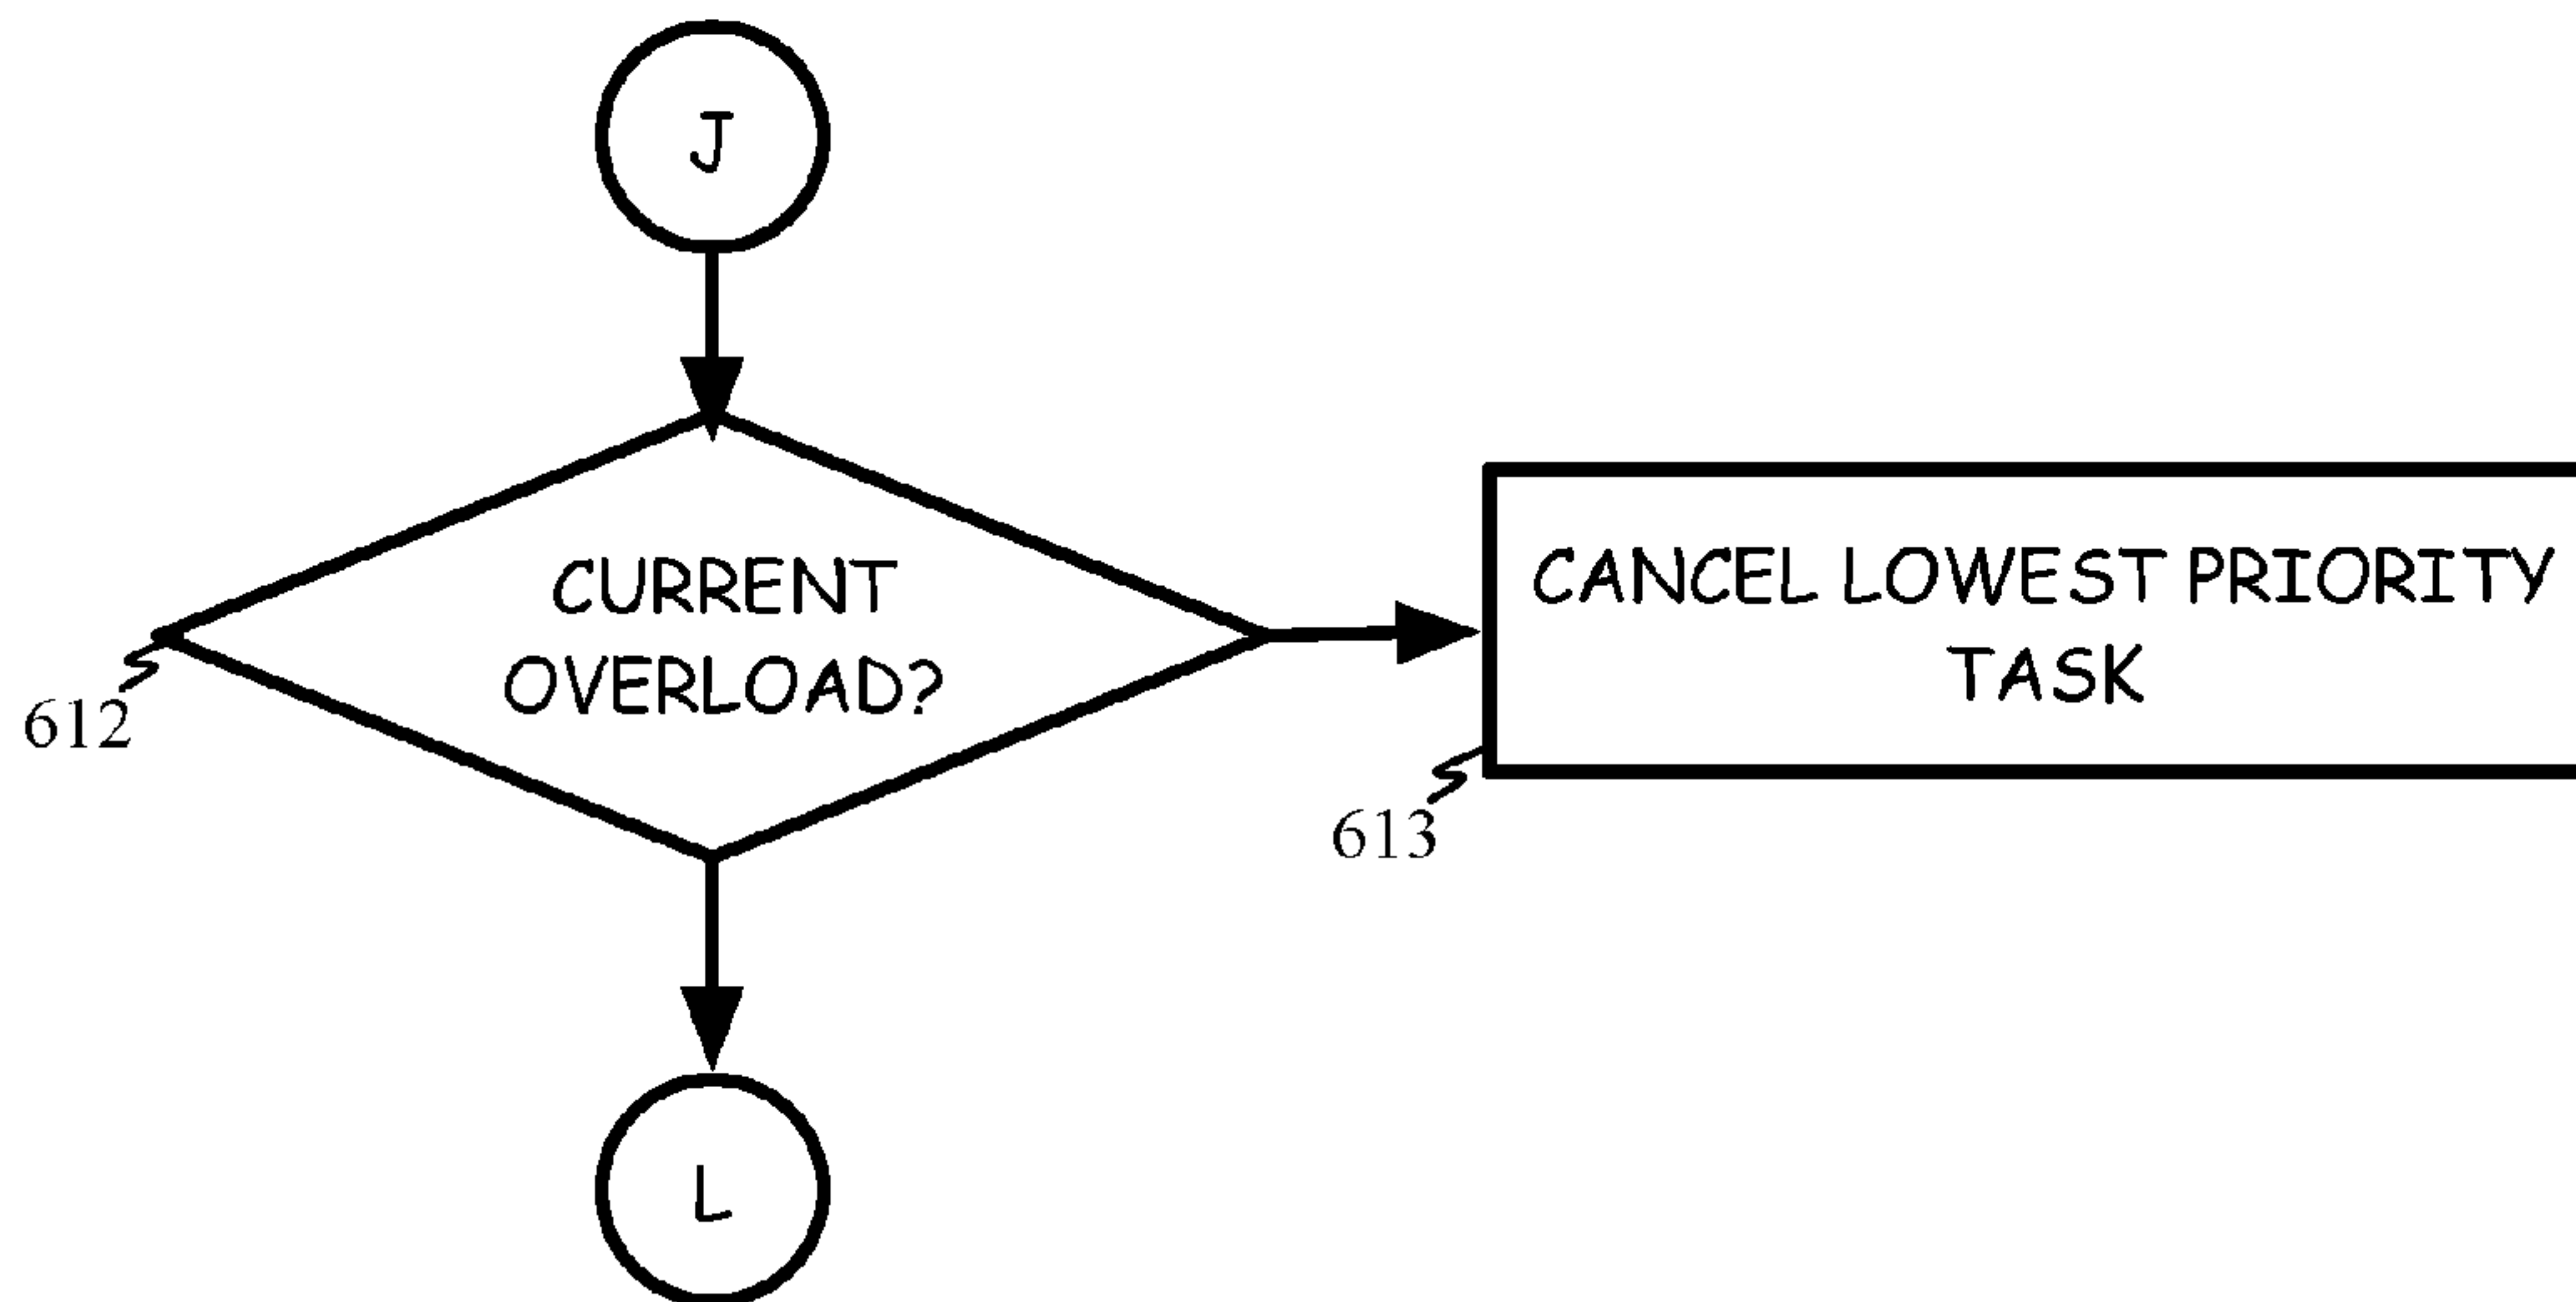 J
CURRENT
OVERLOAD?
612
CANCEL LOWEST PRIORITY
TASK
613
L